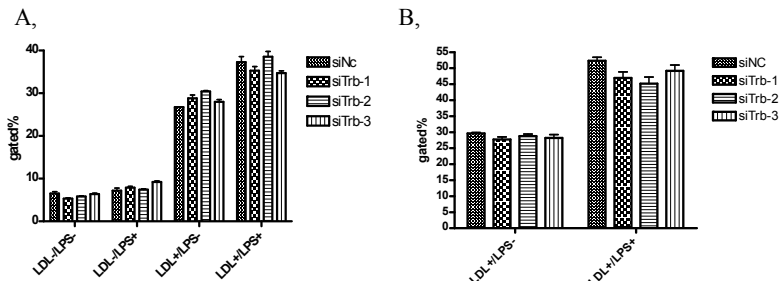 A,
gated%
40
30
20
10
0
LDL-/LPS-
LDL-/LPS+
LDL+/LPS-
LDL+/LPS+
siNc
siTrb-1
siTrb-2
siTrb-3
B,
gated%
55
50
45
40
35
30
25
20
15
10
5
0
LDL+/LPS-
LDL+/LPS+
siNC
siTrb-1
siTrb-2
siTrb-3